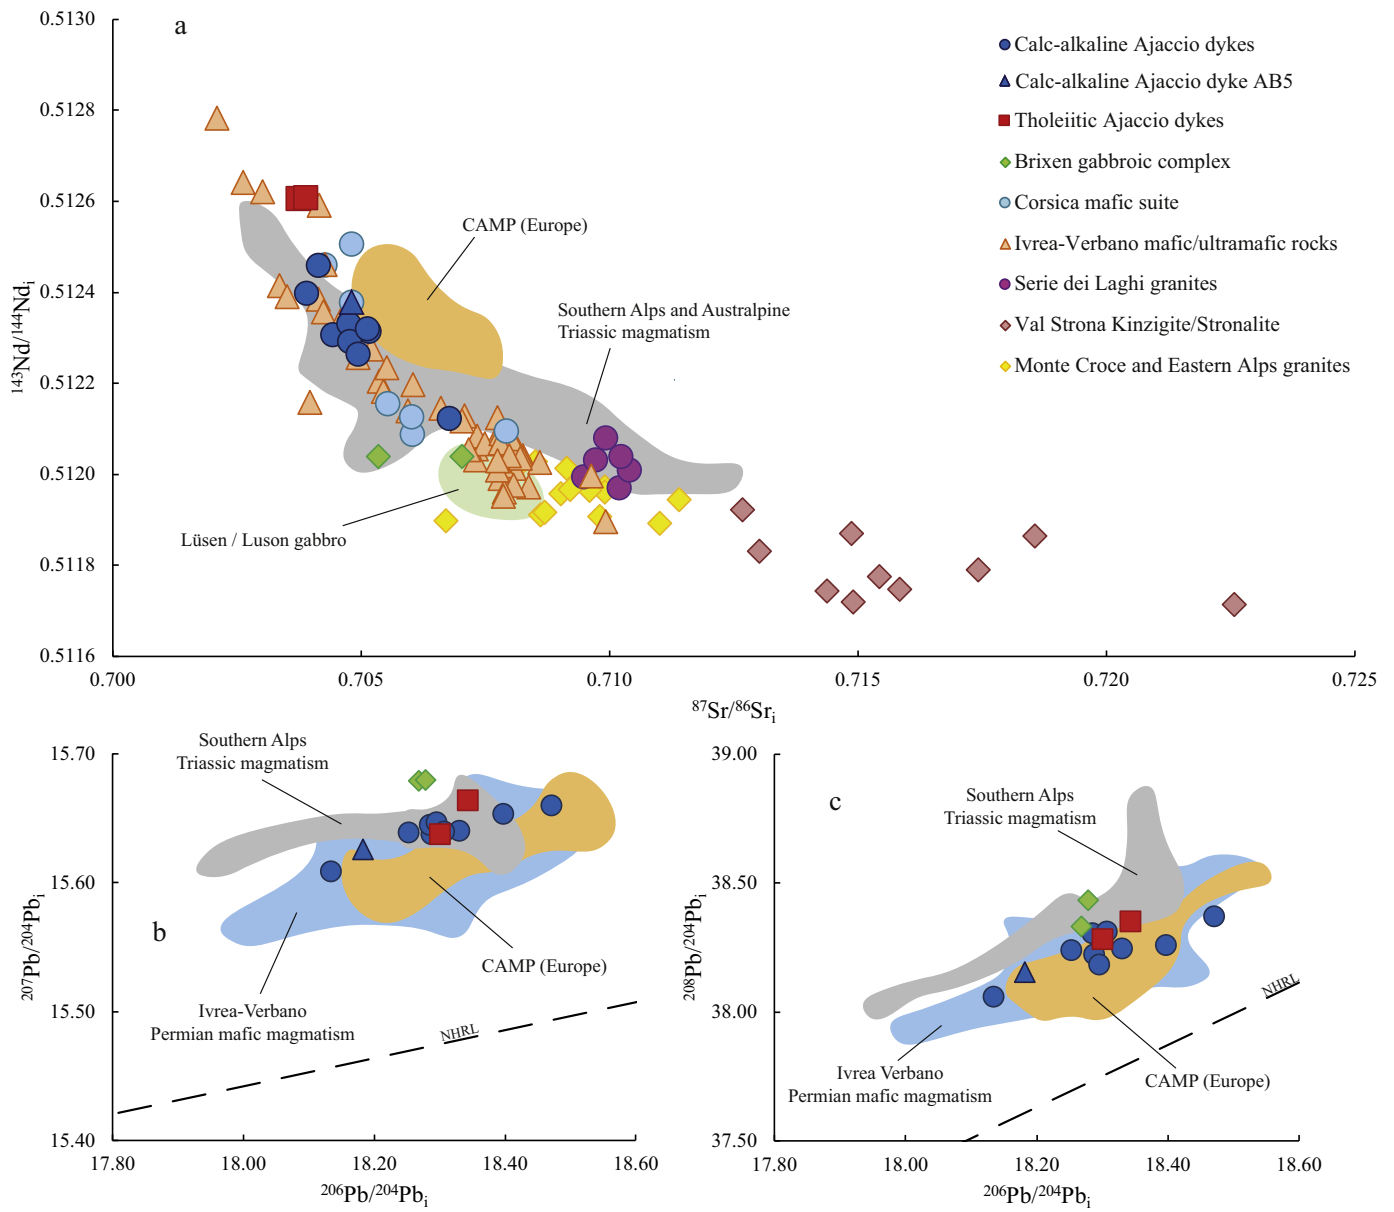 a
0.5130
0.5128
0.5126
0.5124
0.5122
0.5120
0.5118
0.5116
¹⁴³Nd/¹⁴⁴Ndᵢ
0.700
0.705
0.710
0.715
0.720
0.725
⁸⁷Sr/⁸⁶Srᵢ
Calc-alkaline Ajaccio dykes
Calc-alkaline Ajaccio dyke AB5
Tholeiitic Ajaccio dykes
Brixen gabbroic complex
Corsica mafic suite
Ivrea-Verbano mafic/ultramafic rocks
Serie dei Laghi granites
Val Strona Kinzigite/Stronalite
Monte Croce and Eastern Alps granites
CAMP (Europe)
Southern Alps and Australpine
Triassic magmatism
Lüsen / Luson gabbro
b
15.70
15.60
15.50
15.40
²⁰⁷Pb/²⁰⁴Pbᵢ
17.80
18.00
18.20
18.40
18.60
²⁰⁶Pb/²⁰⁴Pbᵢ
Southern Alps
Triassic magmatism
CAMP (Europe)
Ivrea-Verbano
Permian mafic magmatism
NHRL
c
39.00
38.50
38.00
37.50
²⁰⁸Pb/²⁰⁴Pbᵢ
17.80
18.00
18.20
18.40
18.60
²⁰⁶Pb/²⁰⁴Pbᵢ
Southern Alps
Triassic magmatism
NHRL
Ivrea Verbano
Permian mafic magmatism
CAMP (Europe)